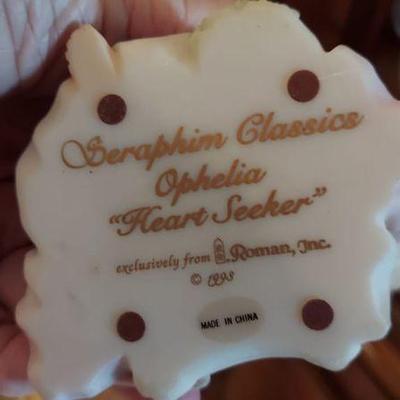 Seraphim Classics
Ophelia
"Heart Seeker"
exclusively from Roman, Inc.
© 1998
MADE IN CHINA